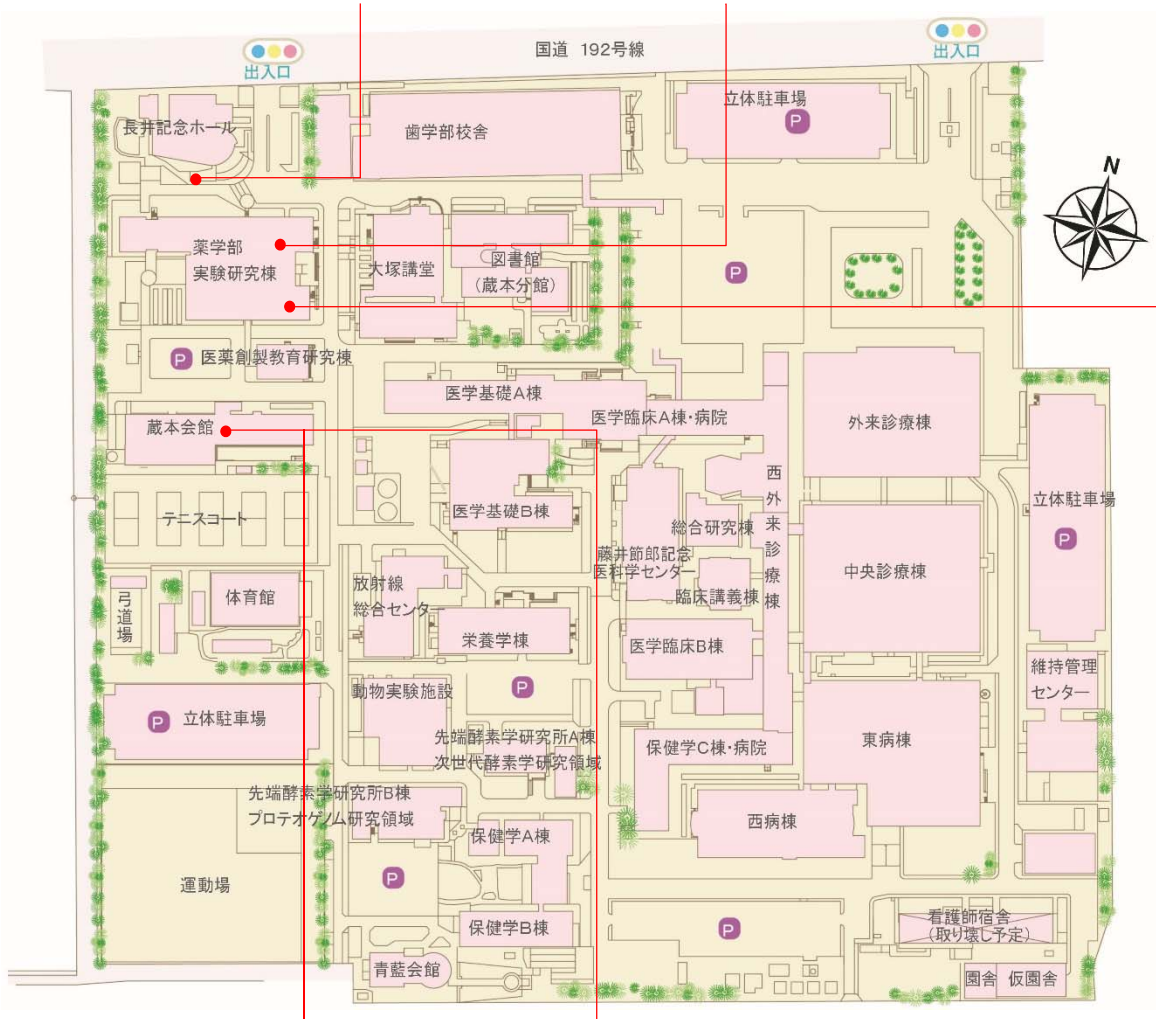 国道 192号線
出入口
出入口
N
長井記念ホール
歯学部校舎
立体駐車場
P
薬学部
実験研究棟
大塚講堂
図書館
(蔵本分館)
P
P
医薬創製教育研究棟
医学基礎A棟
医学臨床A棟・病院
外来診療棟
蔵本会館
西外来診療棟
立体駐車場
P
テニスコート
医学基礎B棟
総合研究棟
藤井節郎記念
医科学センター
臨床講義棟
中央診療棟
弓道場
体育館
放射線
総合センター
栄養学棟
医学臨床B棟
維持管理
センター
P
立体駐車場
動物実験施設
P
先端酵素学研究所A棟
次世代酵素学研究領域
保健学C棟・病院
東病棟
先端酵素学研究所B棟
プロテオゲノム研究領域
保健学A棟
西病棟
運動場
P
保健学B棟
P
看護師宿舎
(取り壊し予定)
青藍会館
園舎
仮園舎